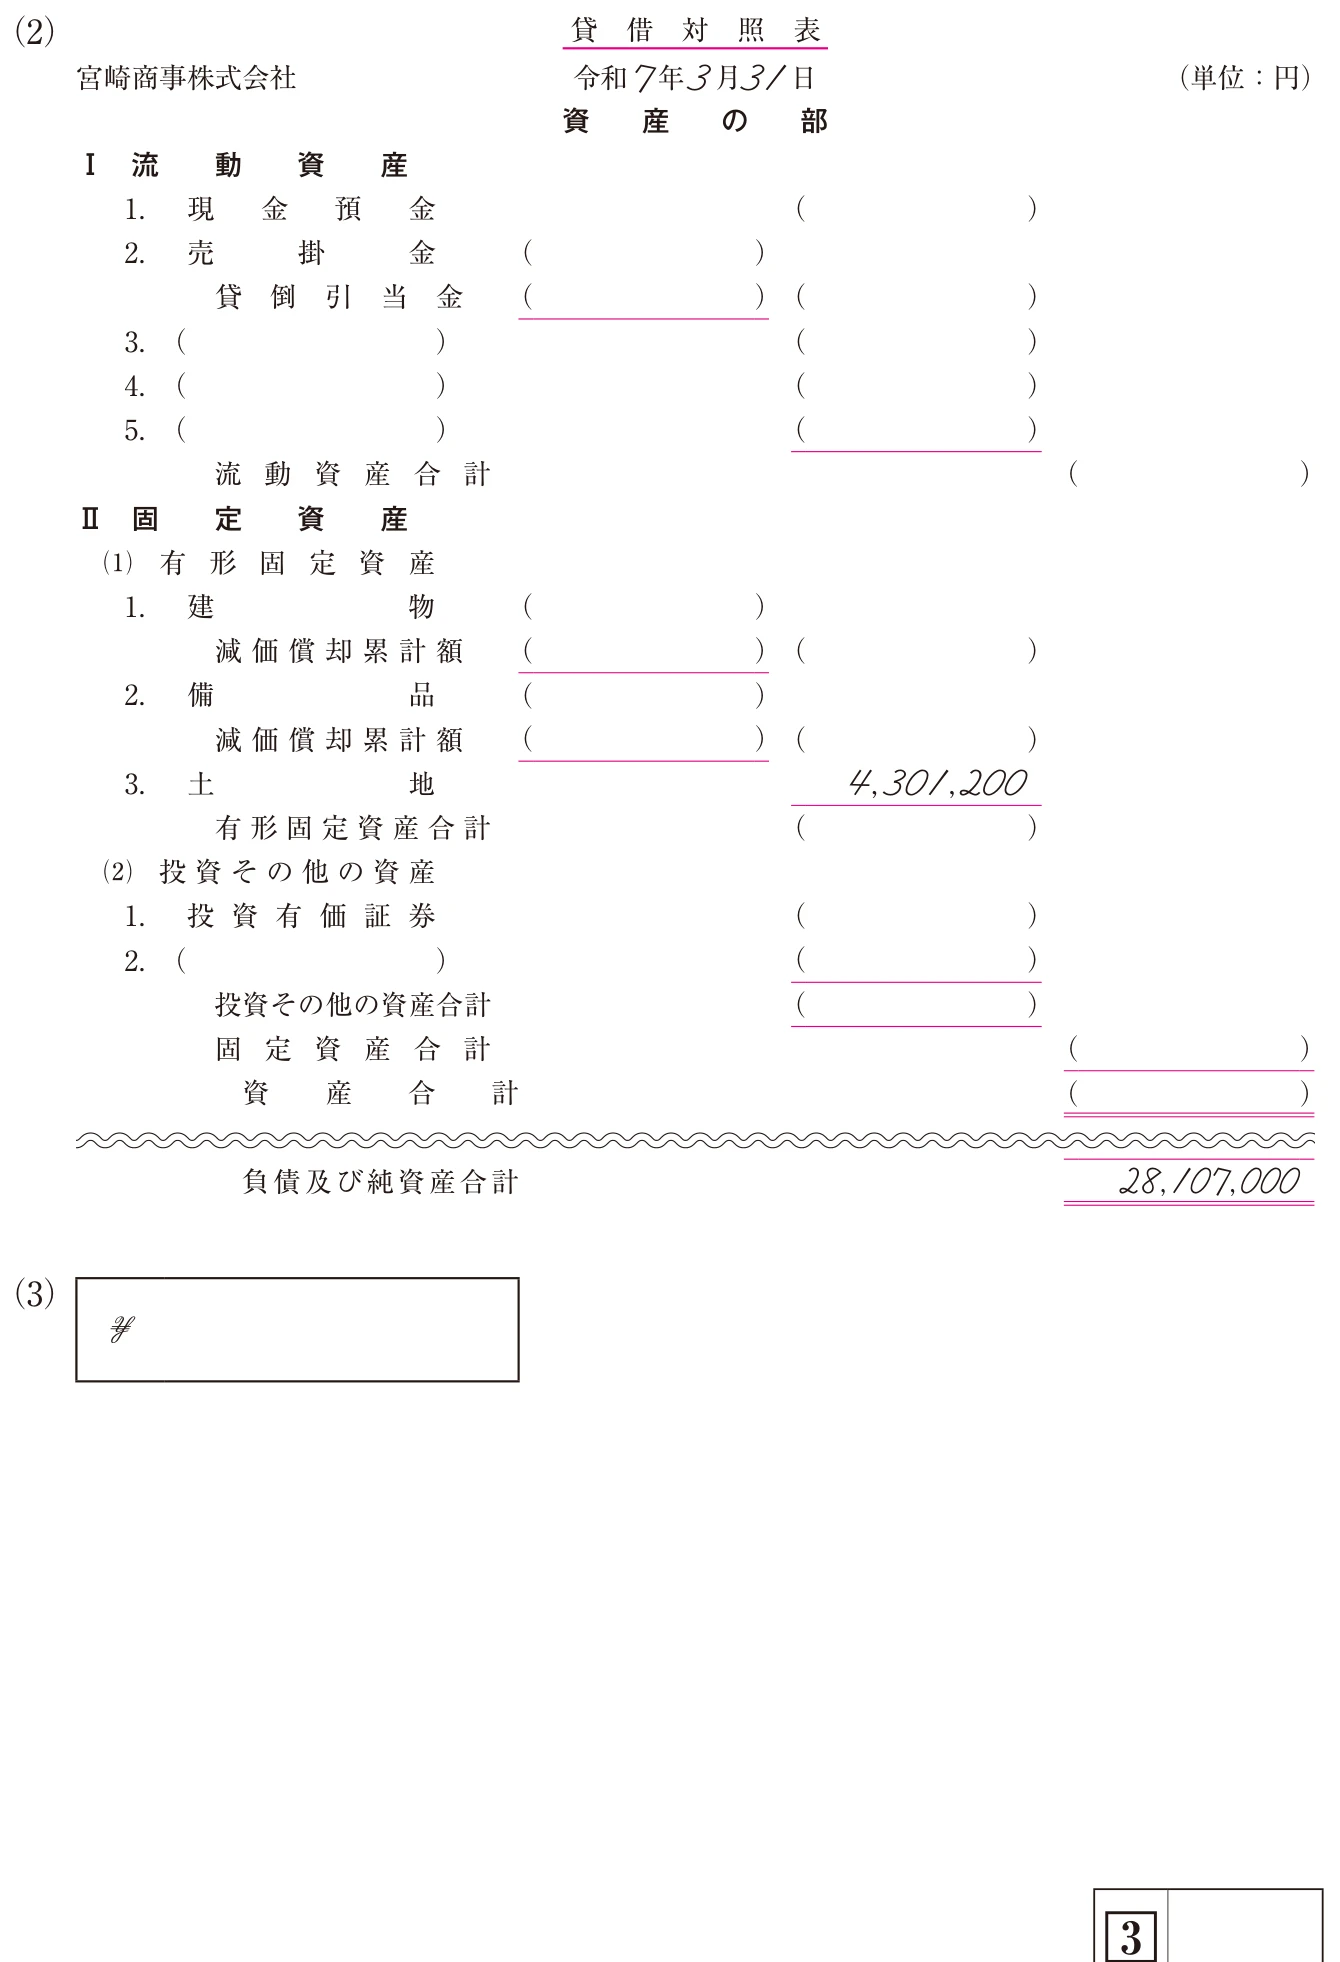 (2) 貸借対照表
宮崎商事株式会社 令和7年3月31日 (単位:円)
資産の部
Ⅰ 流動資産
1. 現金預金 ( )
2. 売掛金 ( )
貸倒引当金 ( ) ( )
3. ( ) ( )
4. ( ) ( )
5. ( ) ( )
流動資産合計 ( )
Ⅱ 固定資産
(1) 有形固定資産
1. 建物 ( )
減価償却累計額 ( ) ( )
2. 備品 ( )
減価償却累計額 ( ) ( )
3. 土地 4,301,200
有形固定資産合計 ( )
(2) 投資その他の資産
1. 投資有価証券 ( )
2. ( ) ( )
投資その他の資産合計 ( )
固定資産合計 ( )
資産合計 ( )
負債及び純資産合計 28,107,000
(3) ¥
3